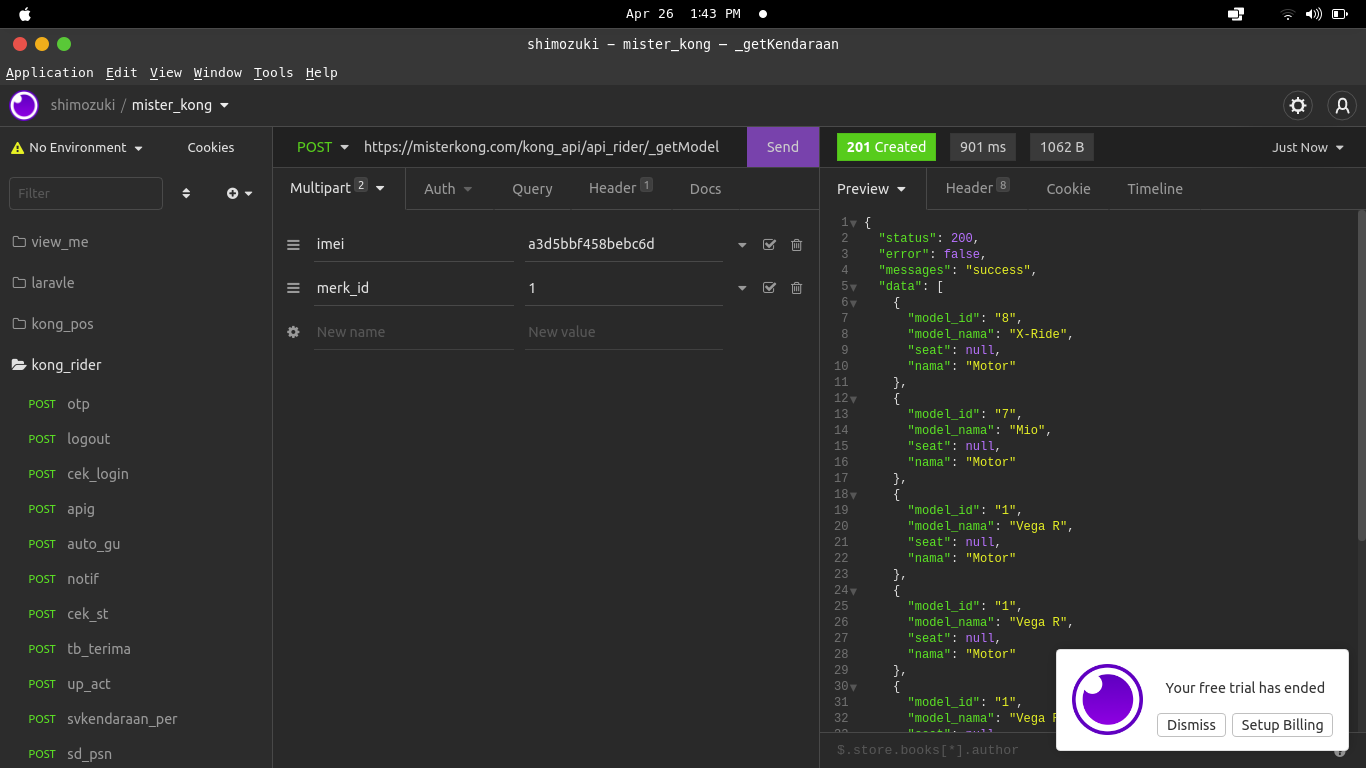 Apr 26 1:43 PM
shimozuki – mister_kong – _getKendaraan
Application Edit View Window Tools Help
shimozuki / mister_kong
No Environment Cookies
Filter
view_me
laravle
kong_pos
kong_rider
POST otp
POST logout
POST cek_login
POST apig
POST auto_gu
POST notif
POST cek_st
POST tb_terima
POST up_act
POST svkendaraan_per
POST sd_psn
POST https://misterkong.com/kong_api/api_rider/_getModel Send
Multipart 2 Auth Query Header 1 Docs
imei a3d5bbf458bebc6d
merk_id 1
New name New value
201 Created 901 ms 1062 B Just Now
Preview Header 8 Cookie Timeline
1 {
2 "status": 200,
3 "error": false,
4 "messages": "success",
5 "data": [
6 {
7 "model_id": "8",
8 "model_nama": "X-Ride",
9 "seat": null,
10 "nama": "Motor"
11 },
12 {
13 "model_id": "7",
14 "model_nama": "Mio",
15 "seat": null,
16 "nama": "Motor"
17 },
18 {
19 "model_id": "1",
20 "model_nama": "Vega R",
21 "seat": null,
22 "nama": "Motor"
23 },
24 {
25 "model_id": "1",
26 "model_nama": "Vega R",
27 "seat": null,
28 "nama": "Motor"
29 },
30 {
31 "model_id": "1",
32 "model_nama": "Vega
$.store.books[*].author
Your free trial has ended
Dismiss Setup Billing